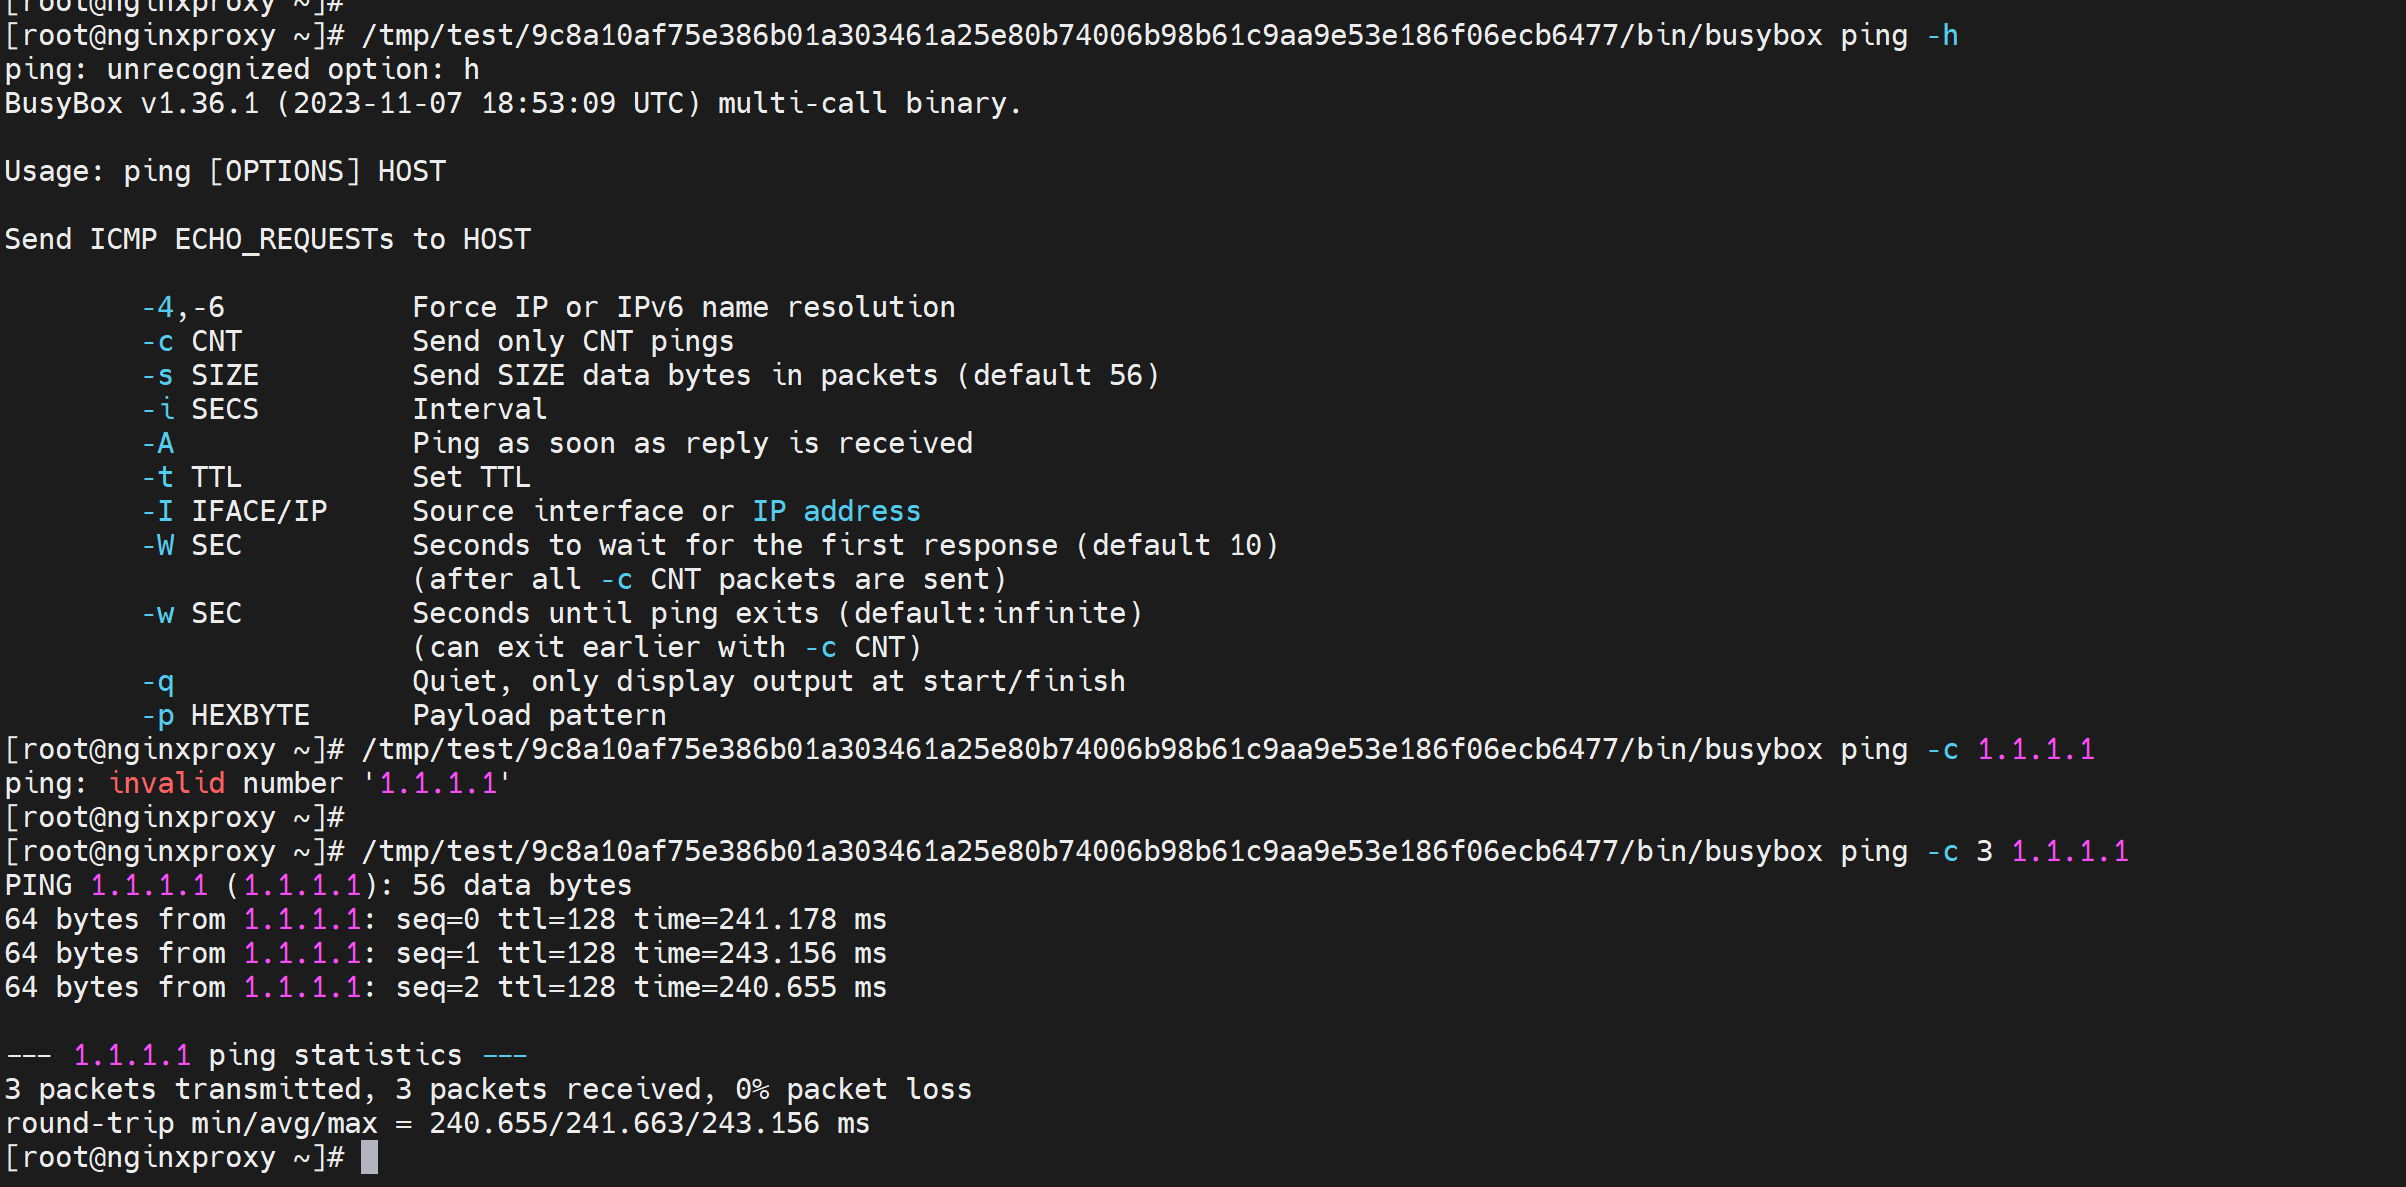 [root@nginxproxy ~]#
[root@nginxproxy ~]# /tmp/test/9c8a10af75e386b01a303461a25e80b74006b98b61c9aa9e53e186f06ecb6477/bin/busybox ping -h
ping: unrecognized option: h
BusyBox v1.36.1 (2023-11-07 18:53:09 UTC) multi-call binary.

Usage: ping [OPTIONS] HOST

Send ICMP ECHO_REQUESTs to HOST

        -4,-6           Force IP or IPv6 name resolution
        -c CNT          Send only CNT pings
        -s SIZE         Send SIZE data bytes in packets (default 56)
        -i SECS         Interval
        -A              Ping as soon as reply is received
        -t TTL          Set TTL
        -I IFACE/IP     Source interface or IP address
        -W SEC          Seconds to wait for the first response (default 10)
                        (after all -c CNT packets are sent)
        -w SEC          Seconds until ping exits (default:infinite)
                        (can exit earlier with -c CNT)
        -q              Quiet, only display output at start/finish
        -p HEXBYTE      Payload pattern
[root@nginxproxy ~]# /tmp/test/9c8a10af75e386b01a303461a25e80b74006b98b61c9aa9e53e186f06ecb6477/bin/busybox ping -c 1.1.1.1
ping: invalid number '1.1.1.1'
[root@nginxproxy ~]#
[root@nginxproxy ~]# /tmp/test/9c8a10af75e386b01a303461a25e80b74006b98b61c9aa9e53e186f06ecb6477/bin/busybox ping -c 3 1.1.1.1
PING 1.1.1.1 (1.1.1.1): 56 data bytes
64 bytes from 1.1.1.1: seq=0 ttl=128 time=241.178 ms
64 bytes from 1.1.1.1: seq=1 ttl=128 time=243.156 ms
64 bytes from 1.1.1.1: seq=2 ttl=128 time=240.655 ms

--- 1.1.1.1 ping statistics ---
3 packets transmitted, 3 packets received, 0% packet loss
round-trip min/avg/max = 240.655/241.663/243.156 ms
[root@nginxproxy ~]#